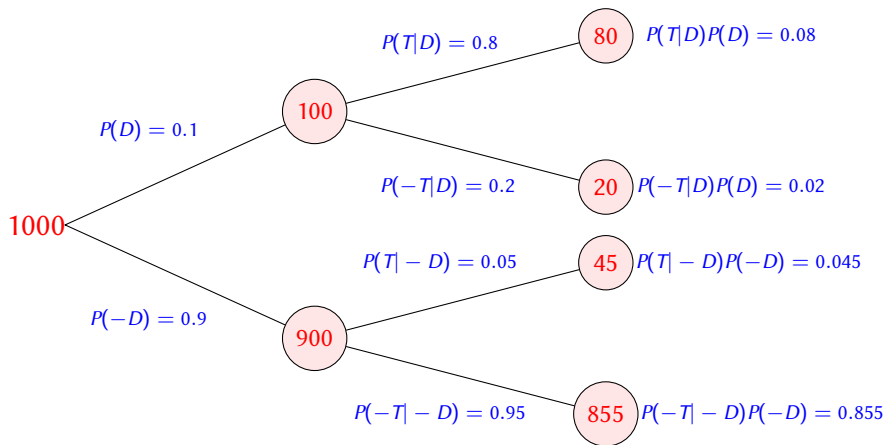 P(T|D) = 0.8
80
P(T|D)P(D) = 0.08
100
P(D) = 0.1
P(−T|D) = 0.2
20
P(−T|D)P(D) = 0.02
1000
P(T| − D) = 0.05
45
P(T| − D)P(−D) = 0.045
P(−D) = 0.9
900
P(−T| − D) = 0.95
855
P(−T| − D)P(−D) = 0.855